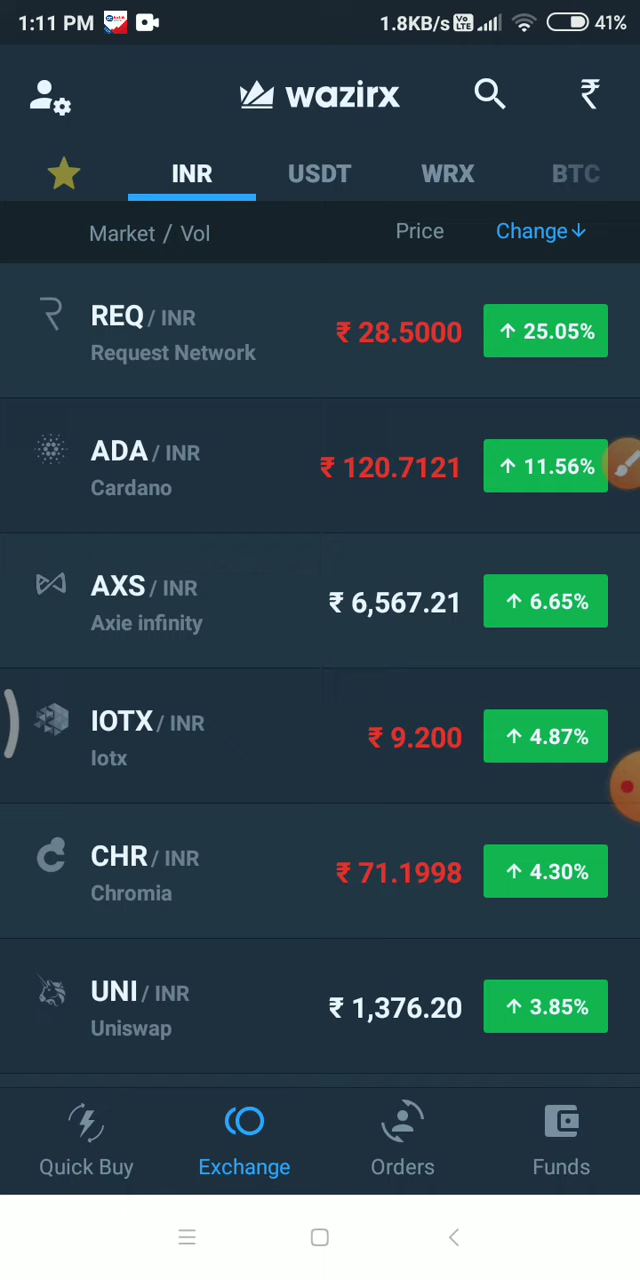 1:11 PM 1.8KB/s Vo LTE 41%
wazirx ₹
INR USDT WRX BTC
Market / Vol Price Change↓
REQ / INR ₹ 28.5000 ↑ 25.05%
Request Network
ADA / INR ₹ 120.7121 ↑ 11.56%
Cardano
AXS / INR ₹ 6,567.21 ↑ 6.65%
Axie infinity
IOTX / INR ₹ 9.200 ↑ 4.87%
Iotx
CHR / INR ₹ 71.1998 ↑ 4.30%
Chromia
UNI / INR ₹ 1,376.20 ↑ 3.85%
Uniswap
Quick Buy Exchange Orders Funds